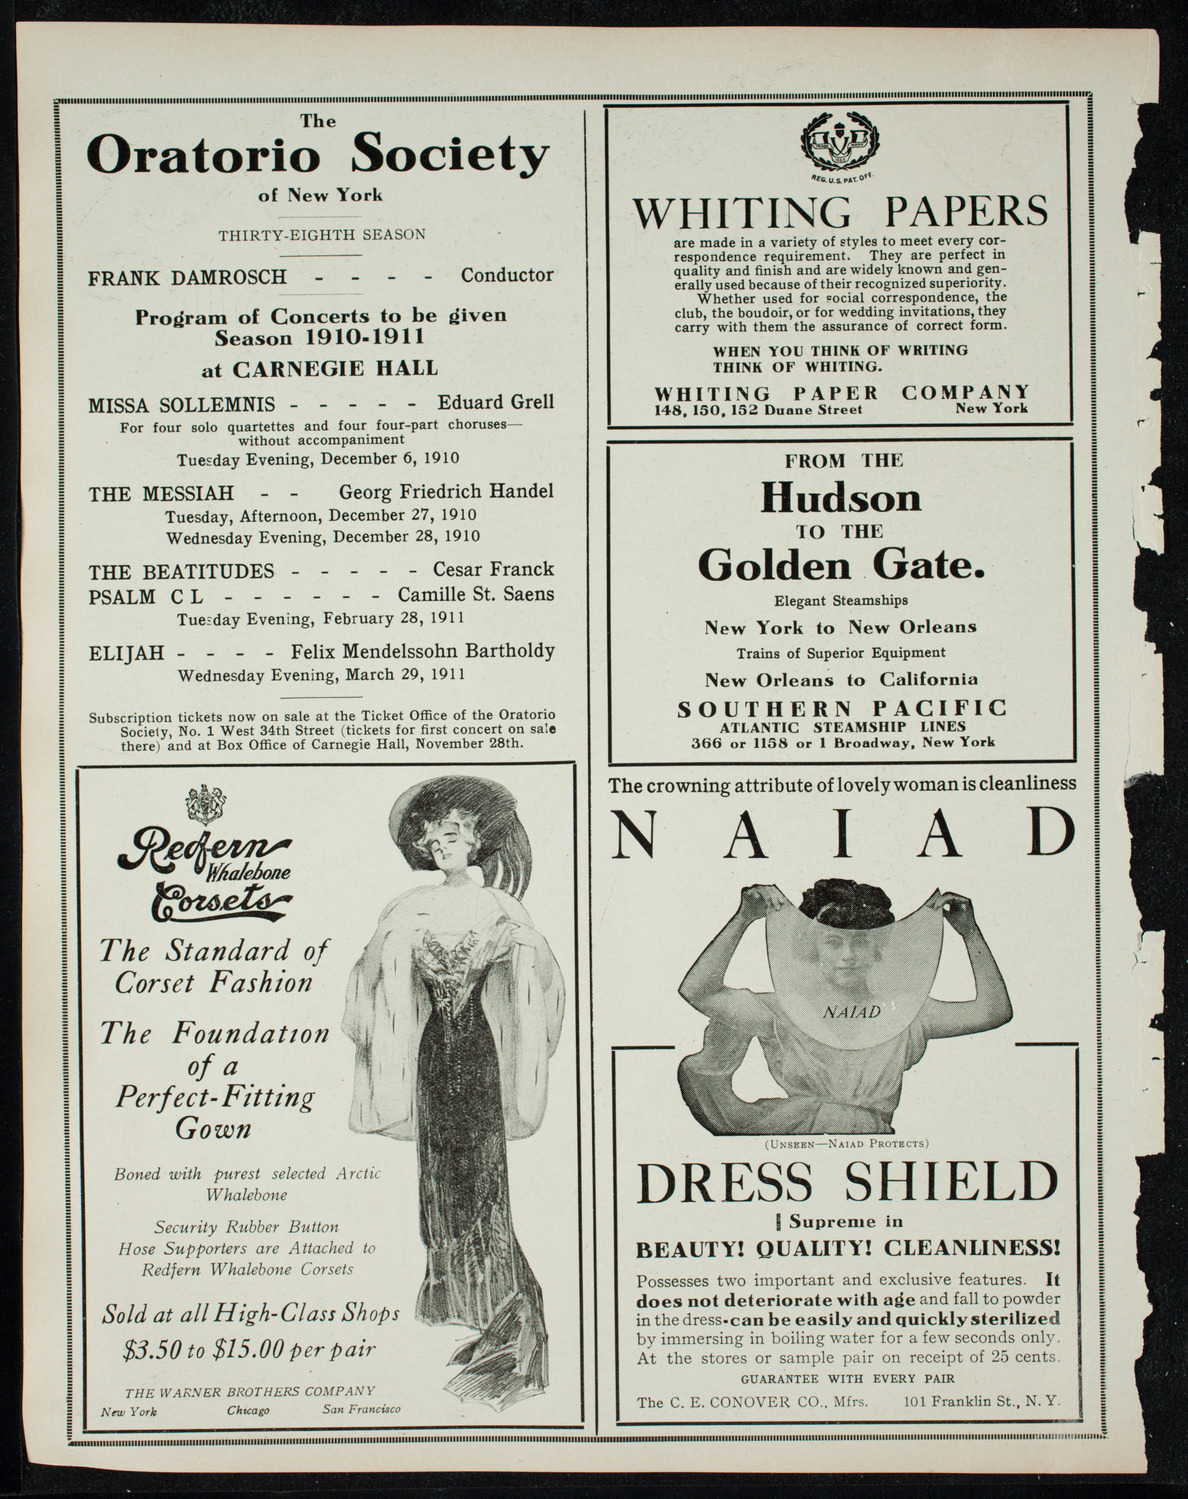 The
Oratorio Society
of New York
THIRTY-EIGHTH SEASON
FRANK DAMROSCH - - - - Conductor
Program of Concerts to be given
Season 1910-1911
at CARNEGIE HALL
MISSA SOLLEMNIS - - - - - Eduard Grell
For four solo quartettes and four four-part choruses—
without accompaniment
Tuesday Evening, December 6, 1910
THE MESSIAH - - Georg Friedrich Handel
Tuesday, Afternoon, December 27, 1910
Wednesday Evening, December 28, 1910
THE BEATITUDES - - - - - Cesar Franck
PSALM C L - - - - - - Camille St. Saens
Tuesday Evening, February 28, 1911
ELIJAH - - - - Felix Mendelssohn Bartholdy
Wednesday Evening, March 29, 1911
Subscription tickets now on sale at the Ticket Office of the Oratorio
Society, No. 1 West 34th Street (tickets for first concert on sale
there) and at Box Office of Carnegie Hall, November 28th.
Redfern
Whalebone
Corsets
The Standard of
Corset Fashion
The Foundation
of a
Perfect-Fitting
Gown
Boned with purest selected Arctic
Whalebone
Security Rubber Button
Hose Supporters are Attached to
Redfern Whalebone Corsets
Sold at all High-Class Shops
$3.50 to $15.00 per pair
THE WARNER BROTHERS COMPANY
New York Chicago San Francisco
REG. U.S. PAT. OFF.
WHITING PAPERS
are made in a variety of styles to meet every cor-
respondence requirement. They are perfect in
quality and finish and are widely known and gen-
erally used because of their recognized superiority.
Whether used for social correspondence, the
club, the boudoir, or for wedding invitations, they
carry with them the assurance of correct form.
WHEN YOU THINK OF WRITING
THINK OF WHITING.
WHITING PAPER COMPANY
148, 150, 152 Duane Street New York
FROM THE
Hudson
TO THE
Golden Gate.
Elegant Steamships
New York to New Orleans
Trains of Superior Equipment
New Orleans to California
SOUTHERN PACIFIC
ATLANTIC STEAMSHIP LINES
366 or 1158 or 1 Broadway, New York
The crowning attribute of lovely woman is cleanliness
NAIAD
NAIAD
(UNSEEN—NAIAD PROTECTS)
DRESS SHIELD
Supreme in
BEAUTY! QUALITY! CLEANLINESS!
Possesses two important and exclusive features. It
does not deteriorate with age and fall to powder
in the dress-can be easily and quickly sterilized
by immersing in boiling water for a few seconds only.
At the stores or sample pair on receipt of 25 cents.
GUARANTEE WITH EVERY PAIR
The C. E. CONOVER CO., Mfrs. 101 Franklin St., N. Y.